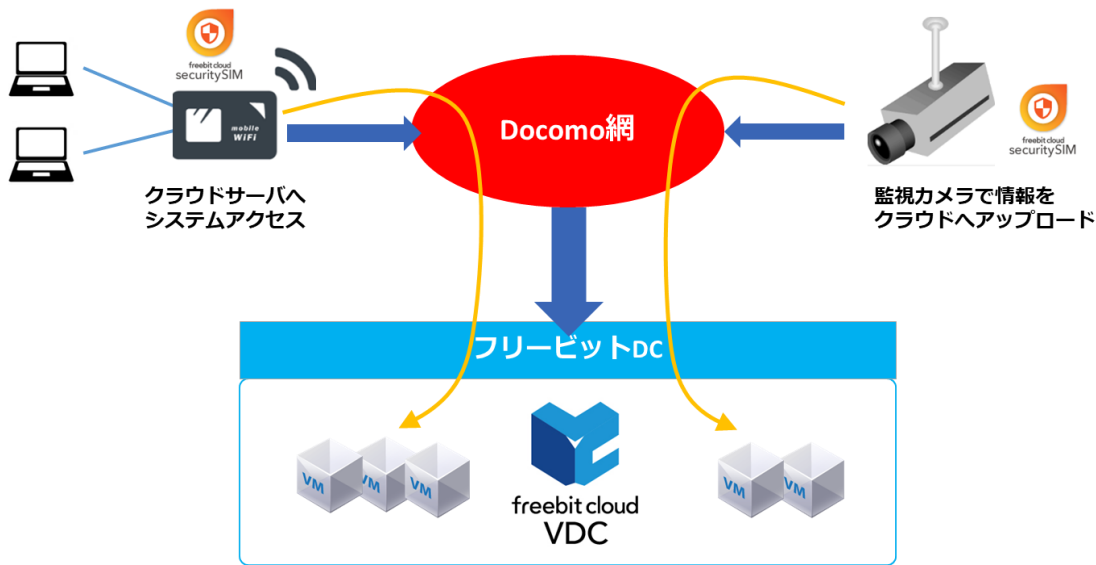 freebit cloud
securitySIM
mobile
WiFi
クラウドサーバへ
システムアクセス
Docomo網
freebit cloud
securitySIM
監視カメラで情報を
クラウドへアップロード
フリービットDC
VM
VM
VM
freebit cloud
VDC
VM
VM